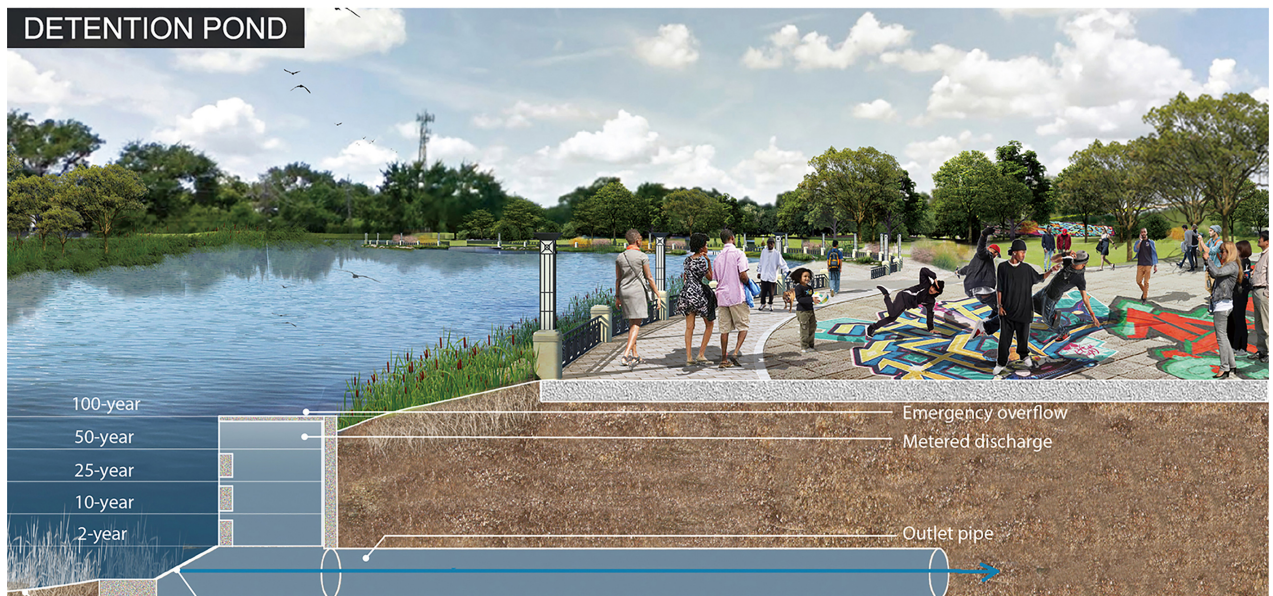 DETENTION POND
100-year
Emergency overflow
50-year
Metered discharge
25-year
10-year
2-year
Outlet pipe